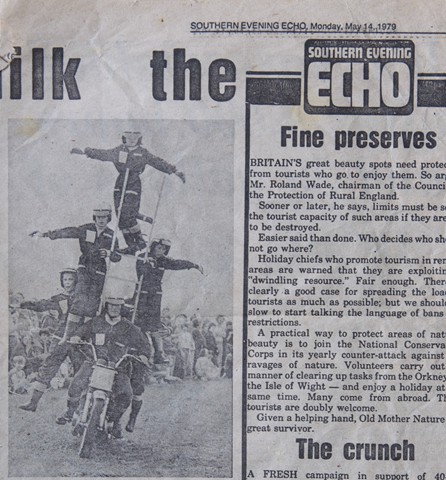 SOUTHERN EVENING ECHO, Monday, May 14, 1979
ilk the
SOUTHERN EVENING
ECHO
Fine preserves
BRITAIN'S great beauty spots need protec
from tourists who go to enjoy them. So arg
Mr. Roland Wade, chairman of the Council
the Protection of Rural England.
Sooner or later, he says, limits must be se
the tourist capacity of such areas if they are
to be destroyed.
Easier said than done. Who decides who sh
not go where?
Holiday chiefs who promote tourism in rem
areas are warned that they are exploitin
"dwindling resource." Fair enough. There
clearly a good case for spreading the loa
tourists as much as possible; but we shoul
slow to start talking the language of bans
restrictions.
A practical way to protect areas of natu
beauty is to join the National Conserva
Corps in its yearly counter-attack against
ravages of nature. Volunteers carry out
manner of clearing up tasks from the Orkney
the Isle of Wight — and enjoy a holiday at
same time. Many come from abroad. Th
tourists are doubly welcome.
Given a helping hand, Old Mother Nature
great survivor.
The crunch
A FRESH campaign in support of 40